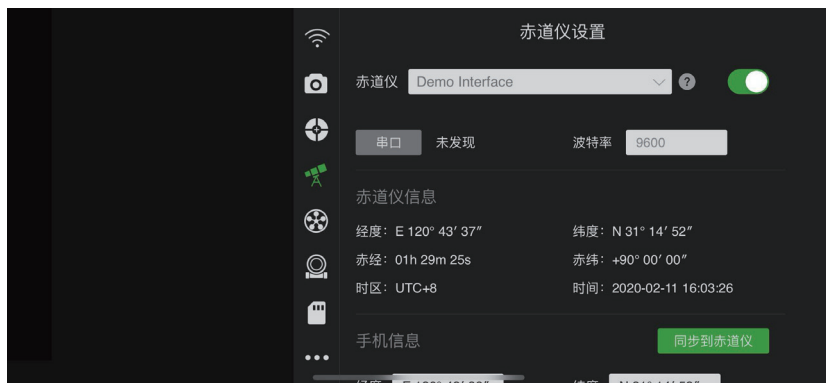 赤道仪设置
赤道仪 Demo Interface ?
串口 未发现 波特率 9600
赤道仪信息
经度：E 120° 43′ 37″ 纬度：N 31° 14′ 52″
赤经：01h 29m 25s 赤纬：+90° 00′ 00″
时区：UTC+8 时间：2020-02-11 16:03:26
手机信息 同步到赤道仪